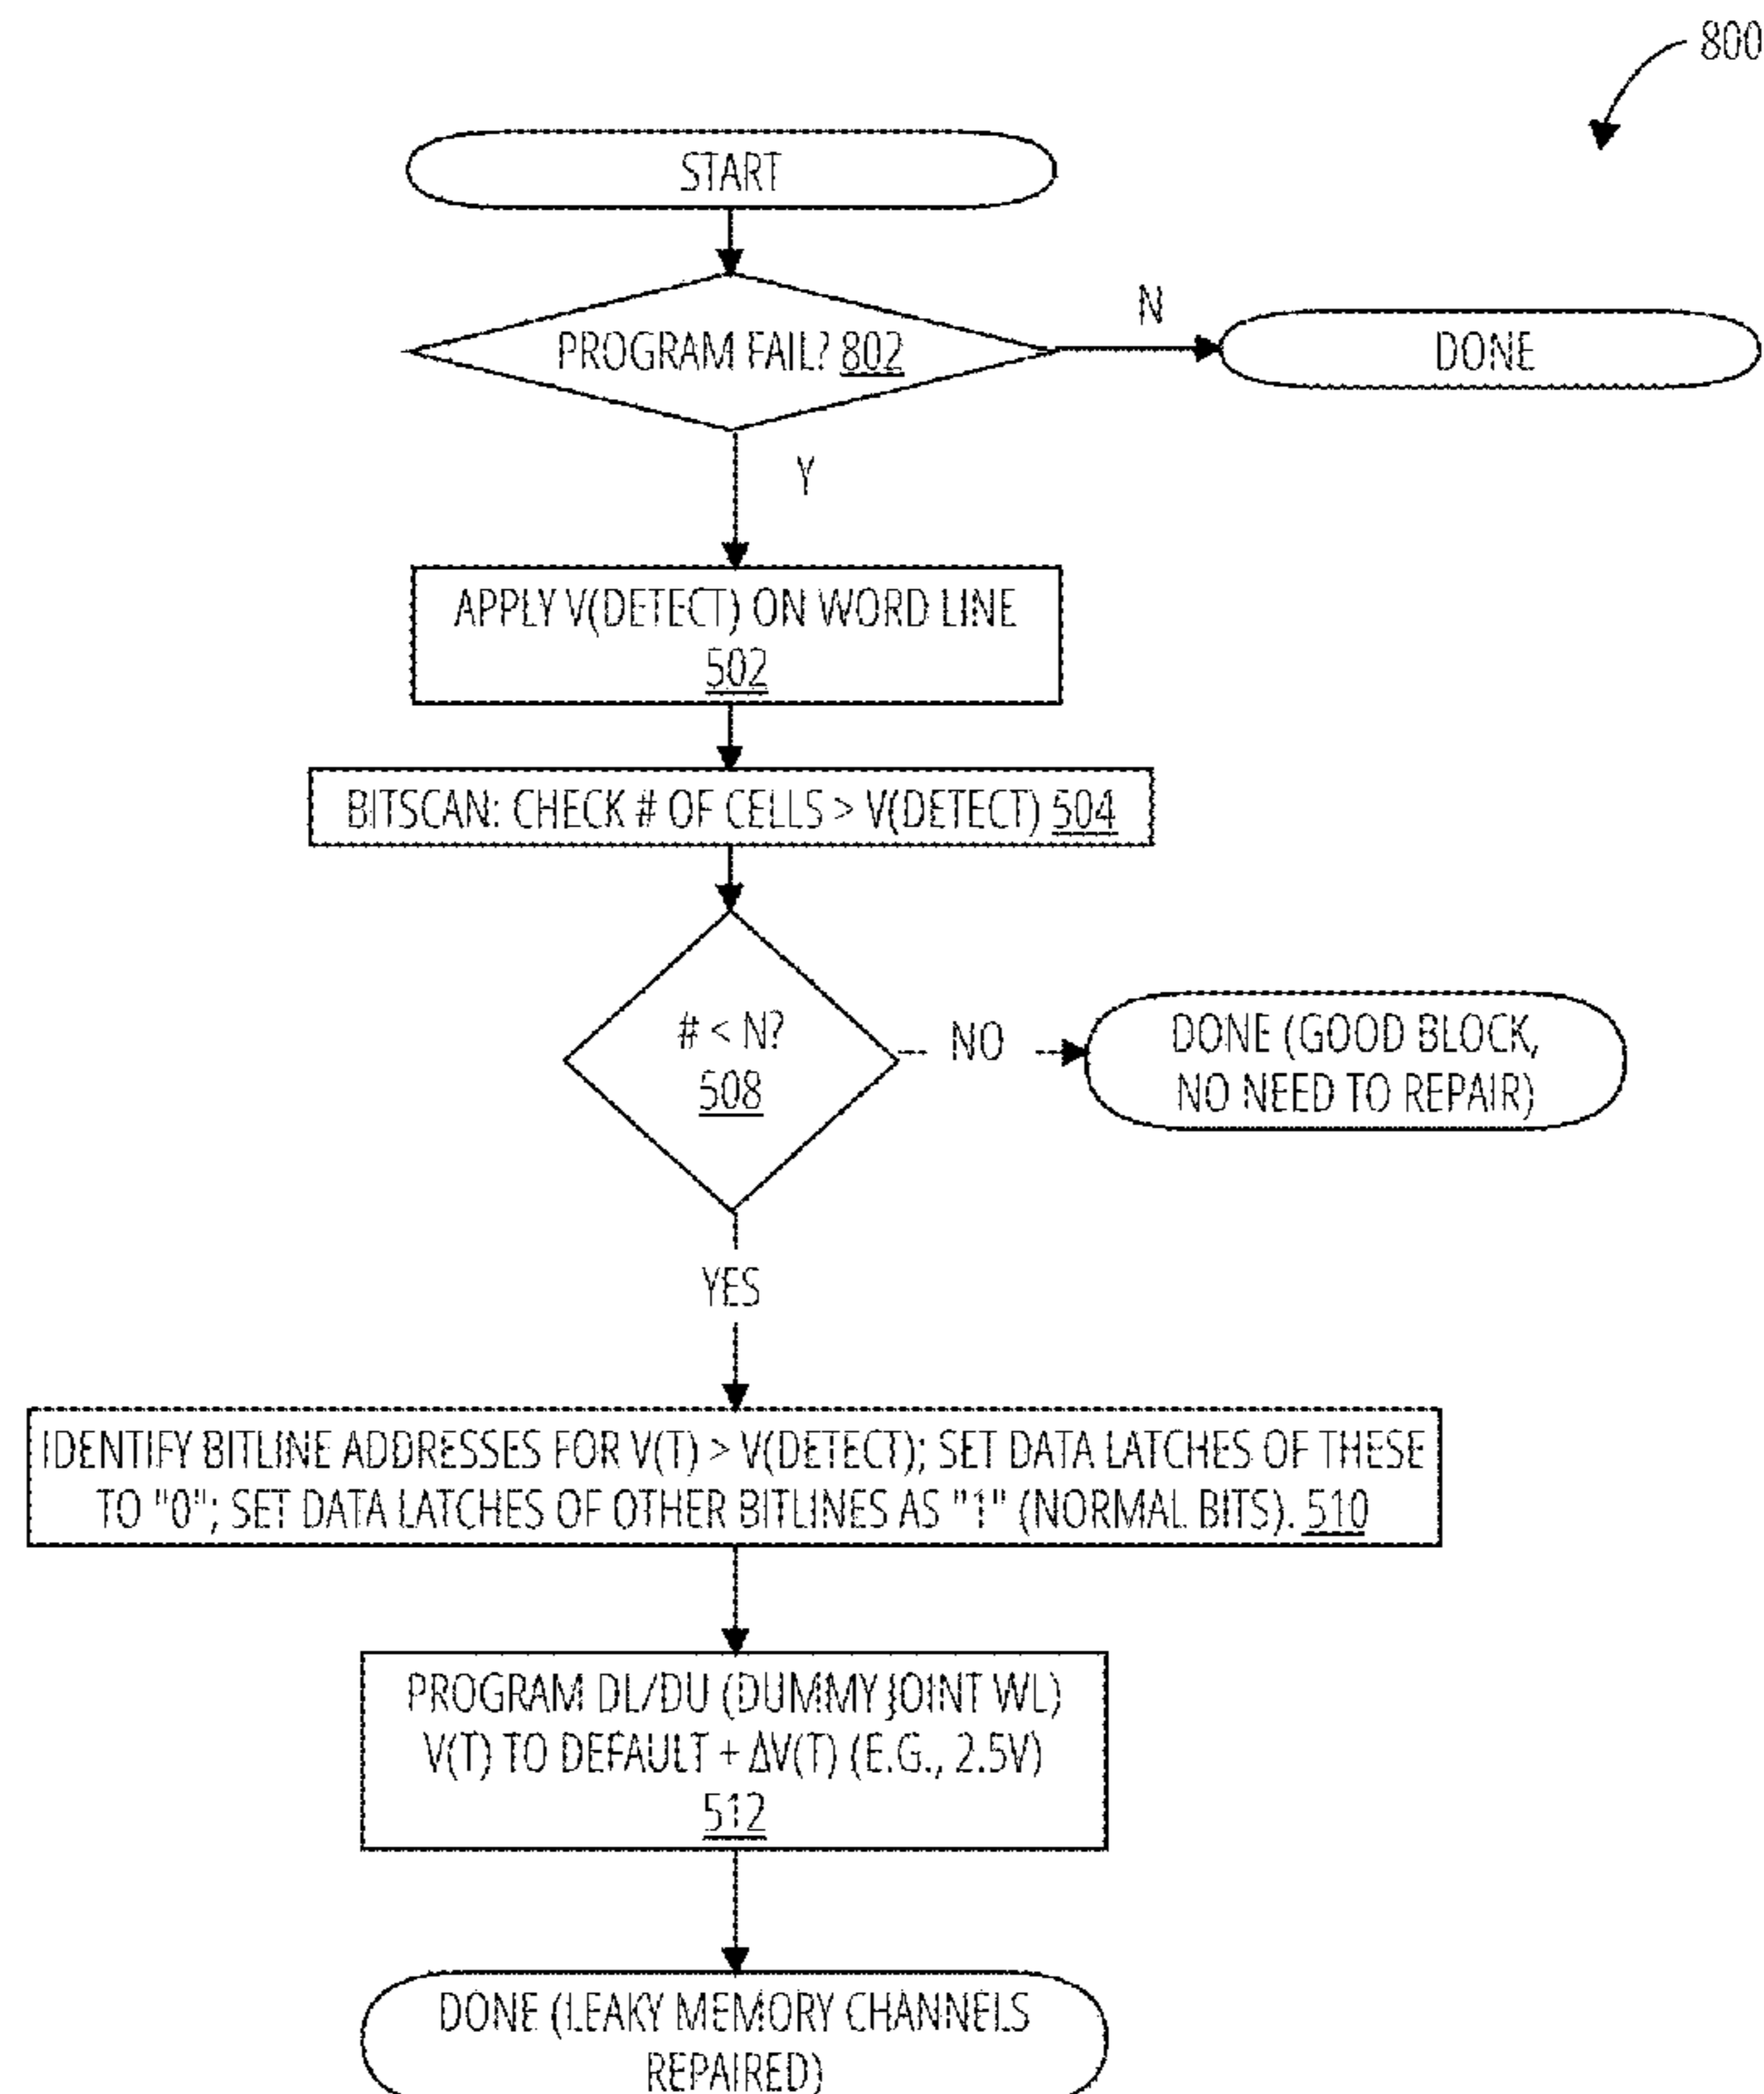 800
START
PROGRAM FAIL? 802
N
DONE
Y
APPLY V(DETECT) ON WORD LINE
502
BITSCAN: CHECK # OF CELLS > V(DETECT) 504
# < N?
508
NO
DONE (GOOD BLOCK,
NO NEED TO REPAIR)
YES
IDENTIFY BITLINE ADDRESSES FOR V(T) > V(DETECT); SET DATA LATCHES OF THESE
TO "0"; SET DATA LATCHES OF OTHER BITLINES AS "1" (NORMAL BITS). 510
PROGRAM DL/DU (DUMMY JOINT WL)
V(T) TO DEFAULT + ΔV(T) (E.G., 2.5V)
512
DONE (LEAKY MEMORY CHANNELS
REPAIRED)